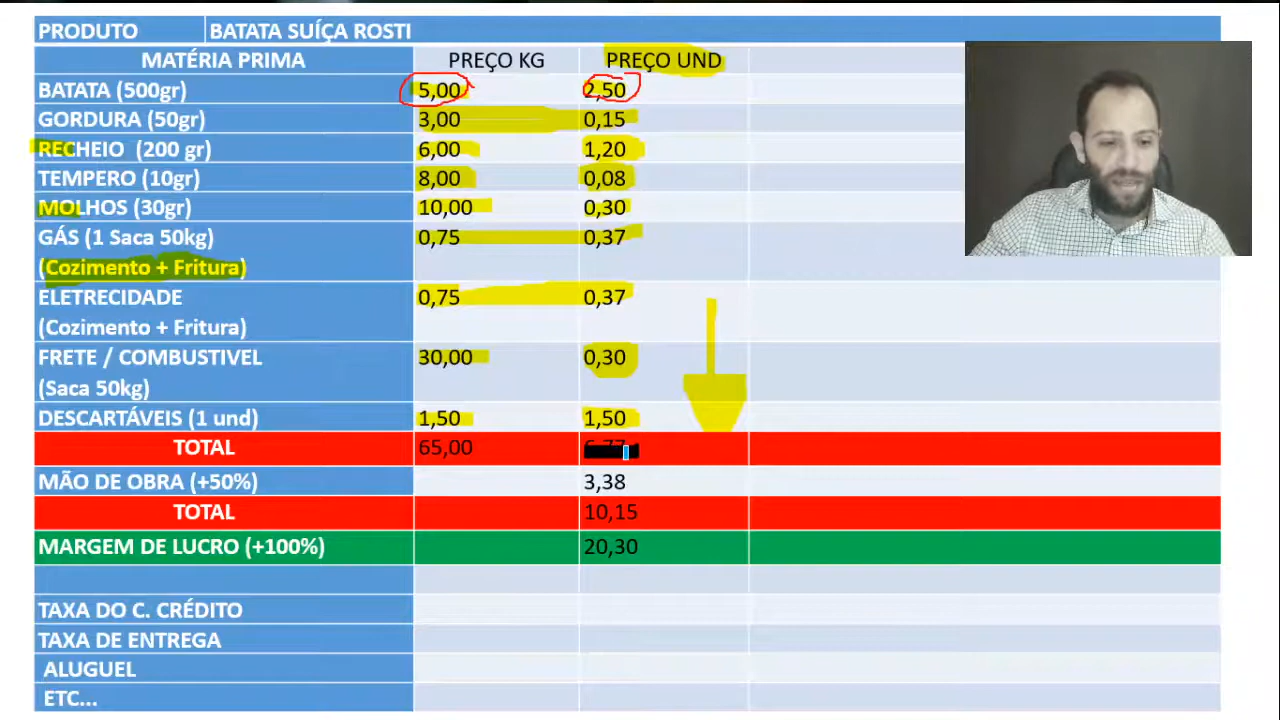 PRODUTO BATATA SUÍÇA ROSTI
MATÉRIA PRIMA PREÇO KG PREÇO UND
BATATA (500gr) 5,00 2,50
GORDURA (50gr) 3,00 0,15
RECHEIO (200 gr) 6,00 1,20
TEMPERO (10gr) 8,00 0,08
MOLHOS (30gr) 10,00 0,30
GÁS (1 Saca 50kg) 0,75 0,37
(Cozimento + Fritura)
ELETRECIDADE 0,75 0,37
(Cozimento + Fritura)
FRETE / COMBUSTIVEL 30,00 0,30
(Saca 50kg)
DESCARTÁVEIS (1 und) 1,50 1,50
TOTAL 65,00
MÃO DE OBRA (+50%) 3,38
TOTAL 10,15
MARGEM DE LUCRO (+100%) 20,30
TAXA DO C. CRÉDITO
TAXA DE ENTREGA
ALUGUEL
ETC...